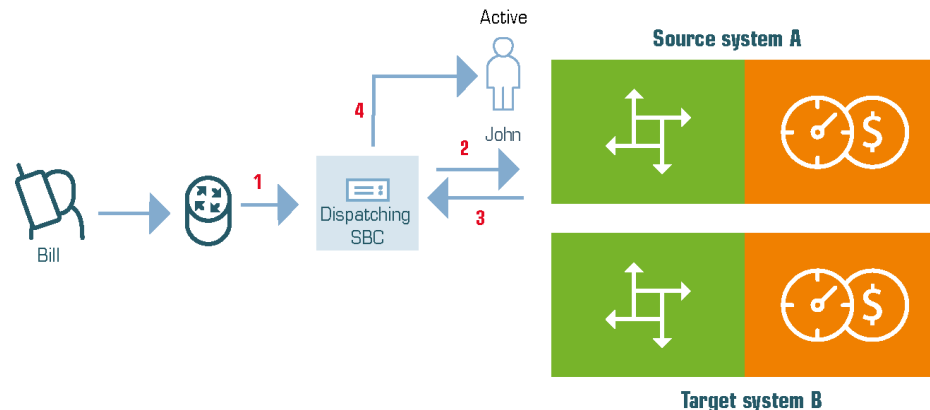 Active
Source system A
4
John
2
1
3
Dispatching
SBC
Bill
$
$
Target system B